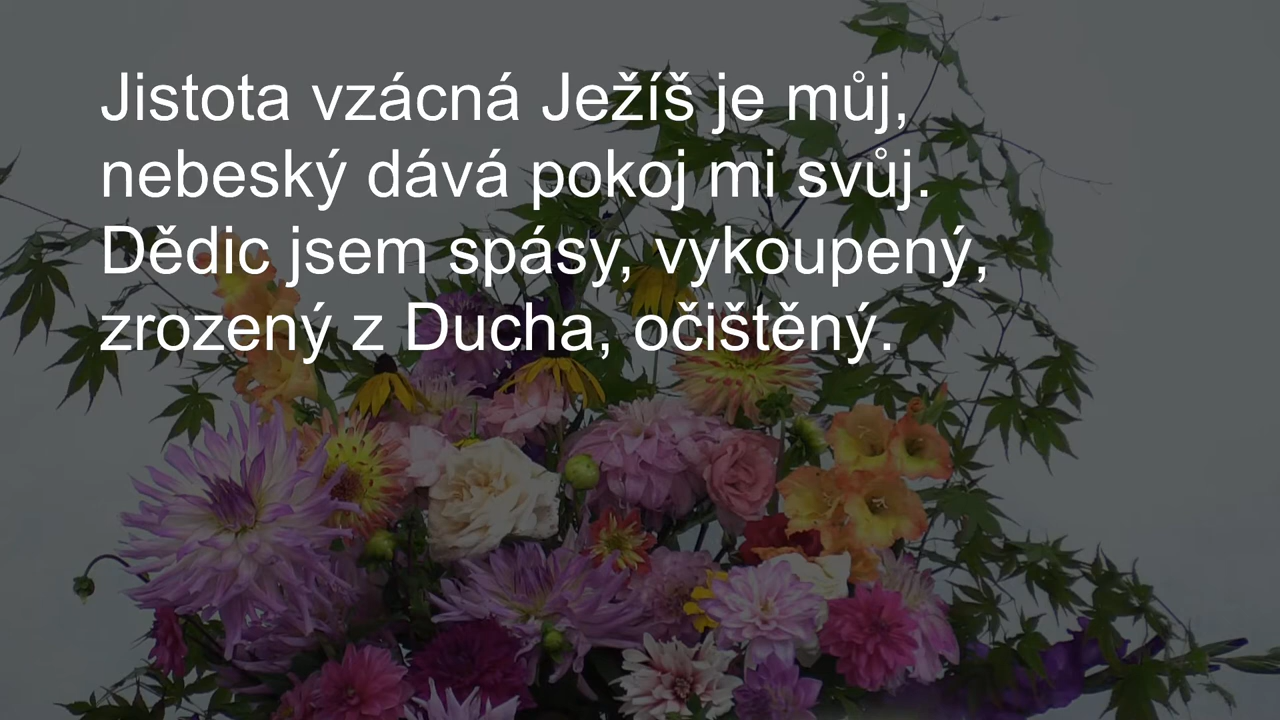 Jistota vzácná Ježíš je můj,
nebeský dává pokoj mi svůj.
Dědic jsem spásy, vykoupený,
zrozený z Ducha, očištěný.